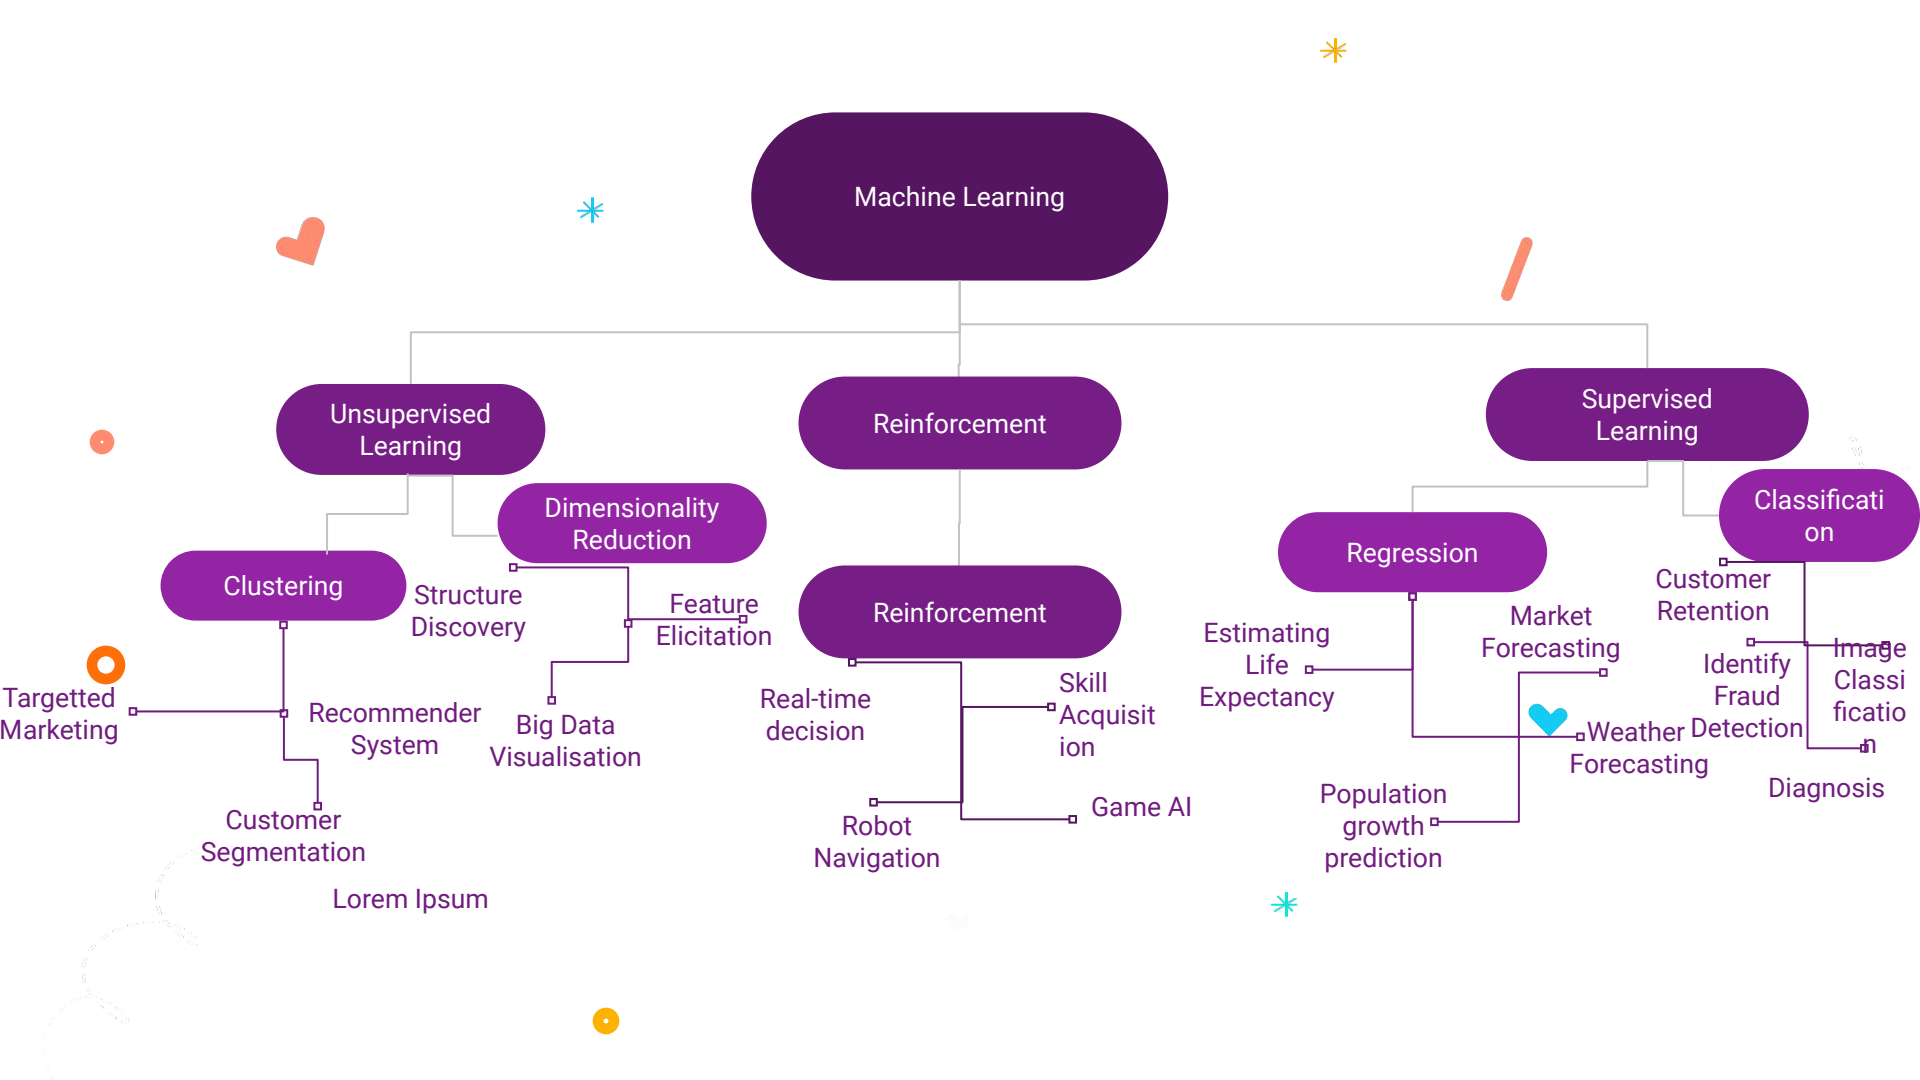 Machine Learning
Unsupervised
Learning
Reinforcement
Supervised
Learning
Dimensionality
Reduction
Clustering
Reinforcement
Regression
Classificati
on
Structure
Discovery
Feature
Elicitation
Targetted
Marketing
Recommender
System
Big Data
Visualisation
Customer
Segmentation
Lorem Ipsum
Real-time
decision
Skill
Acquisit
ion
Robot
Navigation
Game AI
Estimating
Life
Expectancy
Market
Forecasting
Weather
Forecasting
Population
growth
prediction
Customer
Retention
Identify
Fraud
Detection
Image
Classi
ficatio
n
Diagnosis